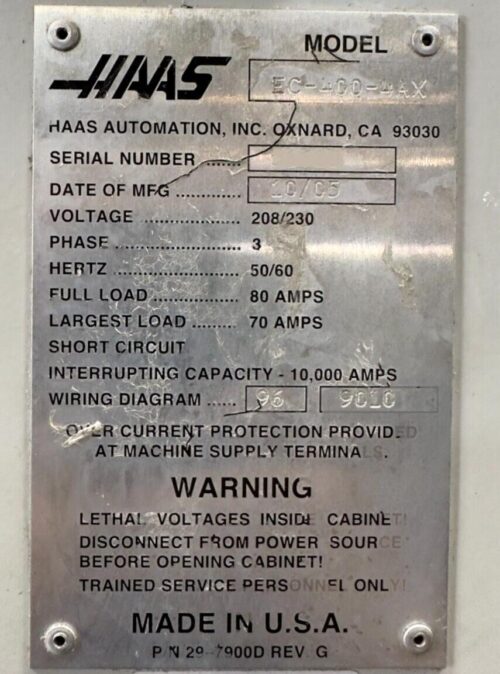 MODEL
HAAS EC-400-4AX
HAAS AUTOMATION, INC. OXNARD, CA 93030
SERIAL NUMBER ......
DATE OF MFG ...... 10/05
VOLTAGE ................ 208/230
PHASE ..................... 3
HERTZ .................... 50/60
FULL LOAD ............. 80 AMPS
LARGEST LOAD ........ 70 AMPS
SHORT CIRCUIT
INTERRUPTING CAPACITY - 10,000 AMPS
WIRING DIAGRAM ..... 96 9010
OVER CURRENT PROTECTION PROVIDED
AT MACHINE SUPPLY TERMINALS.
WARNING
LETHAL VOLTAGES INSIDE CABINET!
DISCONNECT FROM POWER SOURCE
BEFORE OPENING CABINET!
TRAINED SERVICE PERSONNEL ONLY!
MADE IN U.S.A.
P/N 29-7900D REV G